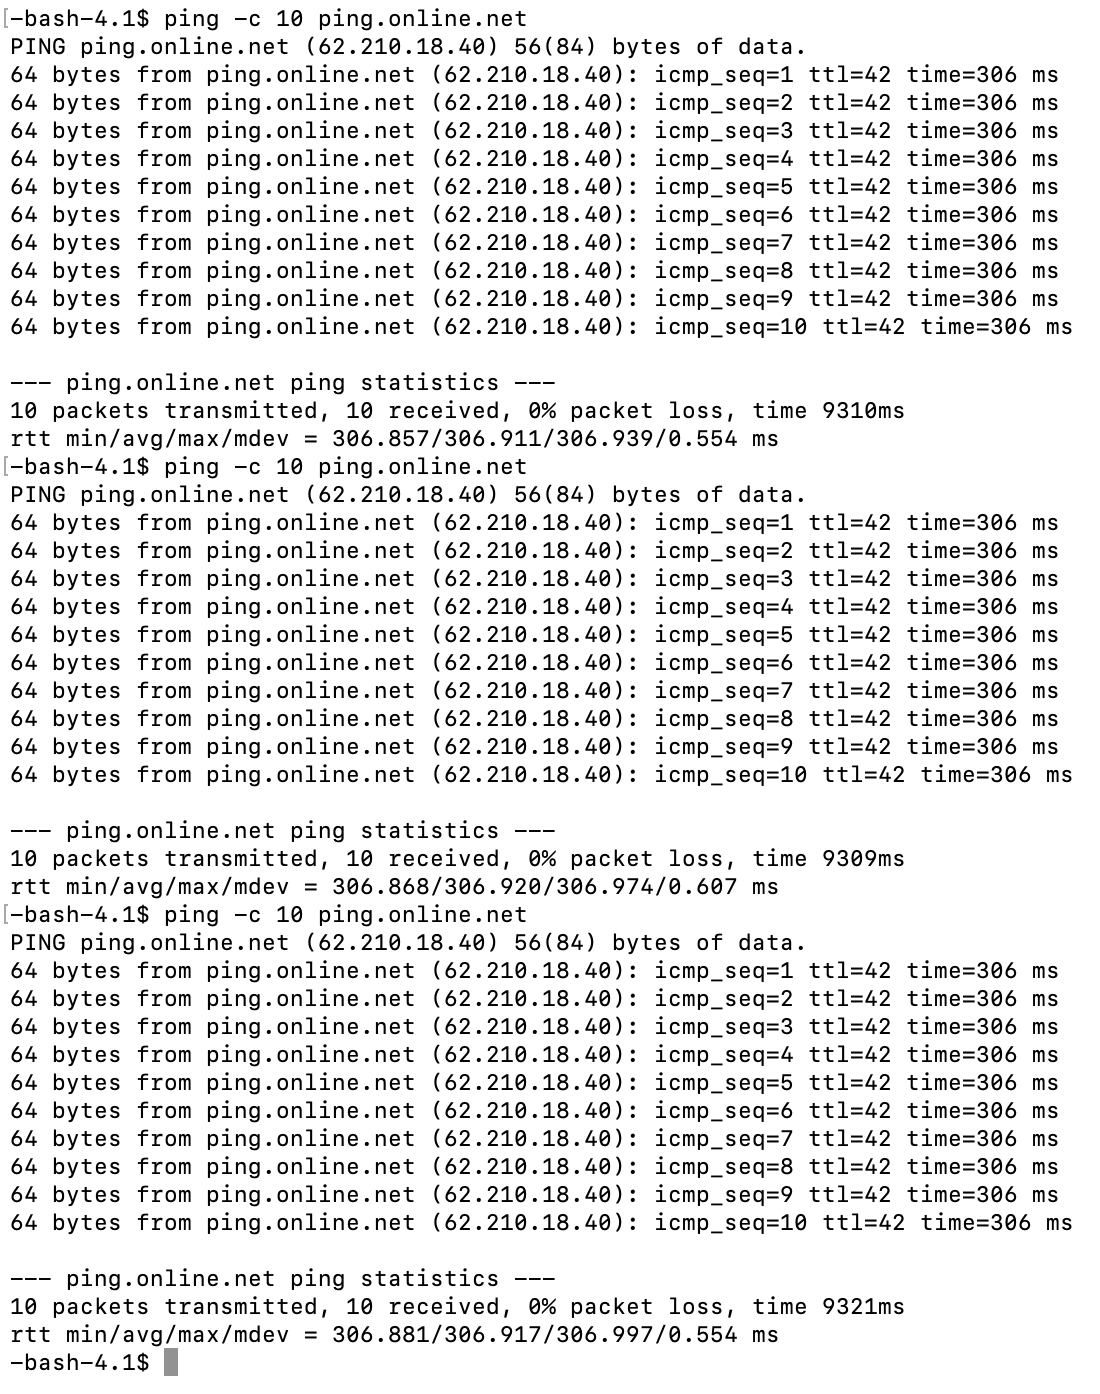 [-bash-4.1$ ping -c 10 ping.online.net
PING ping.online.net (62.210.18.40) 56(84) bytes of data.
64 bytes from ping.online.net (62.210.18.40): icmp_seq=1 ttl=42 time=306 ms
64 bytes from ping.online.net (62.210.18.40): icmp_seq=2 ttl=42 time=306 ms
64 bytes from ping.online.net (62.210.18.40): icmp_seq=3 ttl=42 time=306 ms
64 bytes from ping.online.net (62.210.18.40): icmp_seq=4 ttl=42 time=306 ms
64 bytes from ping.online.net (62.210.18.40): icmp_seq=5 ttl=42 time=306 ms
64 bytes from ping.online.net (62.210.18.40): icmp_seq=6 ttl=42 time=306 ms
64 bytes from ping.online.net (62.210.18.40): icmp_seq=7 ttl=42 time=306 ms
64 bytes from ping.online.net (62.210.18.40): icmp_seq=8 ttl=42 time=306 ms
64 bytes from ping.online.net (62.210.18.40): icmp_seq=9 ttl=42 time=306 ms
64 bytes from ping.online.net (62.210.18.40): icmp_seq=10 ttl=42 time=306 ms

--- ping.online.net ping statistics ---
10 packets transmitted, 10 received, 0% packet loss, time 9310ms
rtt min/avg/max/mdev = 306.857/306.911/306.939/0.554 ms
[-bash-4.1$ ping -c 10 ping.online.net
PING ping.online.net (62.210.18.40) 56(84) bytes of data.
64 bytes from ping.online.net (62.210.18.40): icmp_seq=1 ttl=42 time=306 ms
64 bytes from ping.online.net (62.210.18.40): icmp_seq=2 ttl=42 time=306 ms
64 bytes from ping.online.net (62.210.18.40): icmp_seq=3 ttl=42 time=306 ms
64 bytes from ping.online.net (62.210.18.40): icmp_seq=4 ttl=42 time=306 ms
64 bytes from ping.online.net (62.210.18.40): icmp_seq=5 ttl=42 time=306 ms
64 bytes from ping.online.net (62.210.18.40): icmp_seq=6 ttl=42 time=306 ms
64 bytes from ping.online.net (62.210.18.40): icmp_seq=7 ttl=42 time=306 ms
64 bytes from ping.online.net (62.210.18.40): icmp_seq=8 ttl=42 time=306 ms
64 bytes from ping.online.net (62.210.18.40): icmp_seq=9 ttl=42 time=306 ms
64 bytes from ping.online.net (62.210.18.40): icmp_seq=10 ttl=42 time=306 ms

--- ping.online.net ping statistics ---
10 packets transmitted, 10 received, 0% packet loss, time 9309ms
rtt min/avg/max/mdev = 306.868/306.920/306.974/0.607 ms
[-bash-4.1$ ping -c 10 ping.online.net
PING ping.online.net (62.210.18.40) 56(84) bytes of data.
64 bytes from ping.online.net (62.210.18.40): icmp_seq=1 ttl=42 time=306 ms
64 bytes from ping.online.net (62.210.18.40): icmp_seq=2 ttl=42 time=306 ms
64 bytes from ping.online.net (62.210.18.40): icmp_seq=3 ttl=42 time=306 ms
64 bytes from ping.online.net (62.210.18.40): icmp_seq=4 ttl=42 time=306 ms
64 bytes from ping.online.net (62.210.18.40): icmp_seq=5 ttl=42 time=306 ms
64 bytes from ping.online.net (62.210.18.40): icmp_seq=6 ttl=42 time=306 ms
64 bytes from ping.online.net (62.210.18.40): icmp_seq=7 ttl=42 time=306 ms
64 bytes from ping.online.net (62.210.18.40): icmp_seq=8 ttl=42 time=306 ms
64 bytes from ping.online.net (62.210.18.40): icmp_seq=9 ttl=42 time=306 ms
64 bytes from ping.online.net (62.210.18.40): icmp_seq=10 ttl=42 time=306 ms

--- ping.online.net ping statistics ---
10 packets transmitted, 10 received, 0% packet loss, time 9321ms
rtt min/avg/max/mdev = 306.881/306.917/306.997/0.554 ms
-bash-4.1$